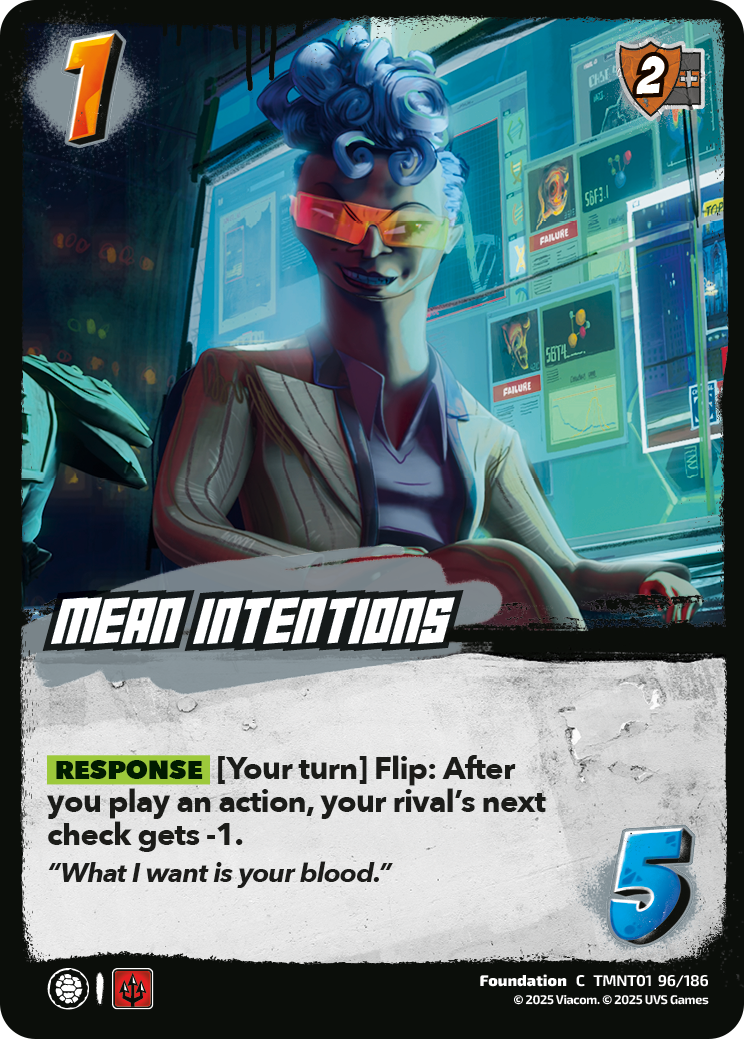 1
2
FAILURE
FAILURE
MEAN INTENTIONS
RESPONSE [Your turn] Flip: After
you play an action, your rival's next
check gets -1.
“What I want is your blood.”
5
Foundation C TMNT01 96/186
© 2025 Viacom. © 2025 UVS Games